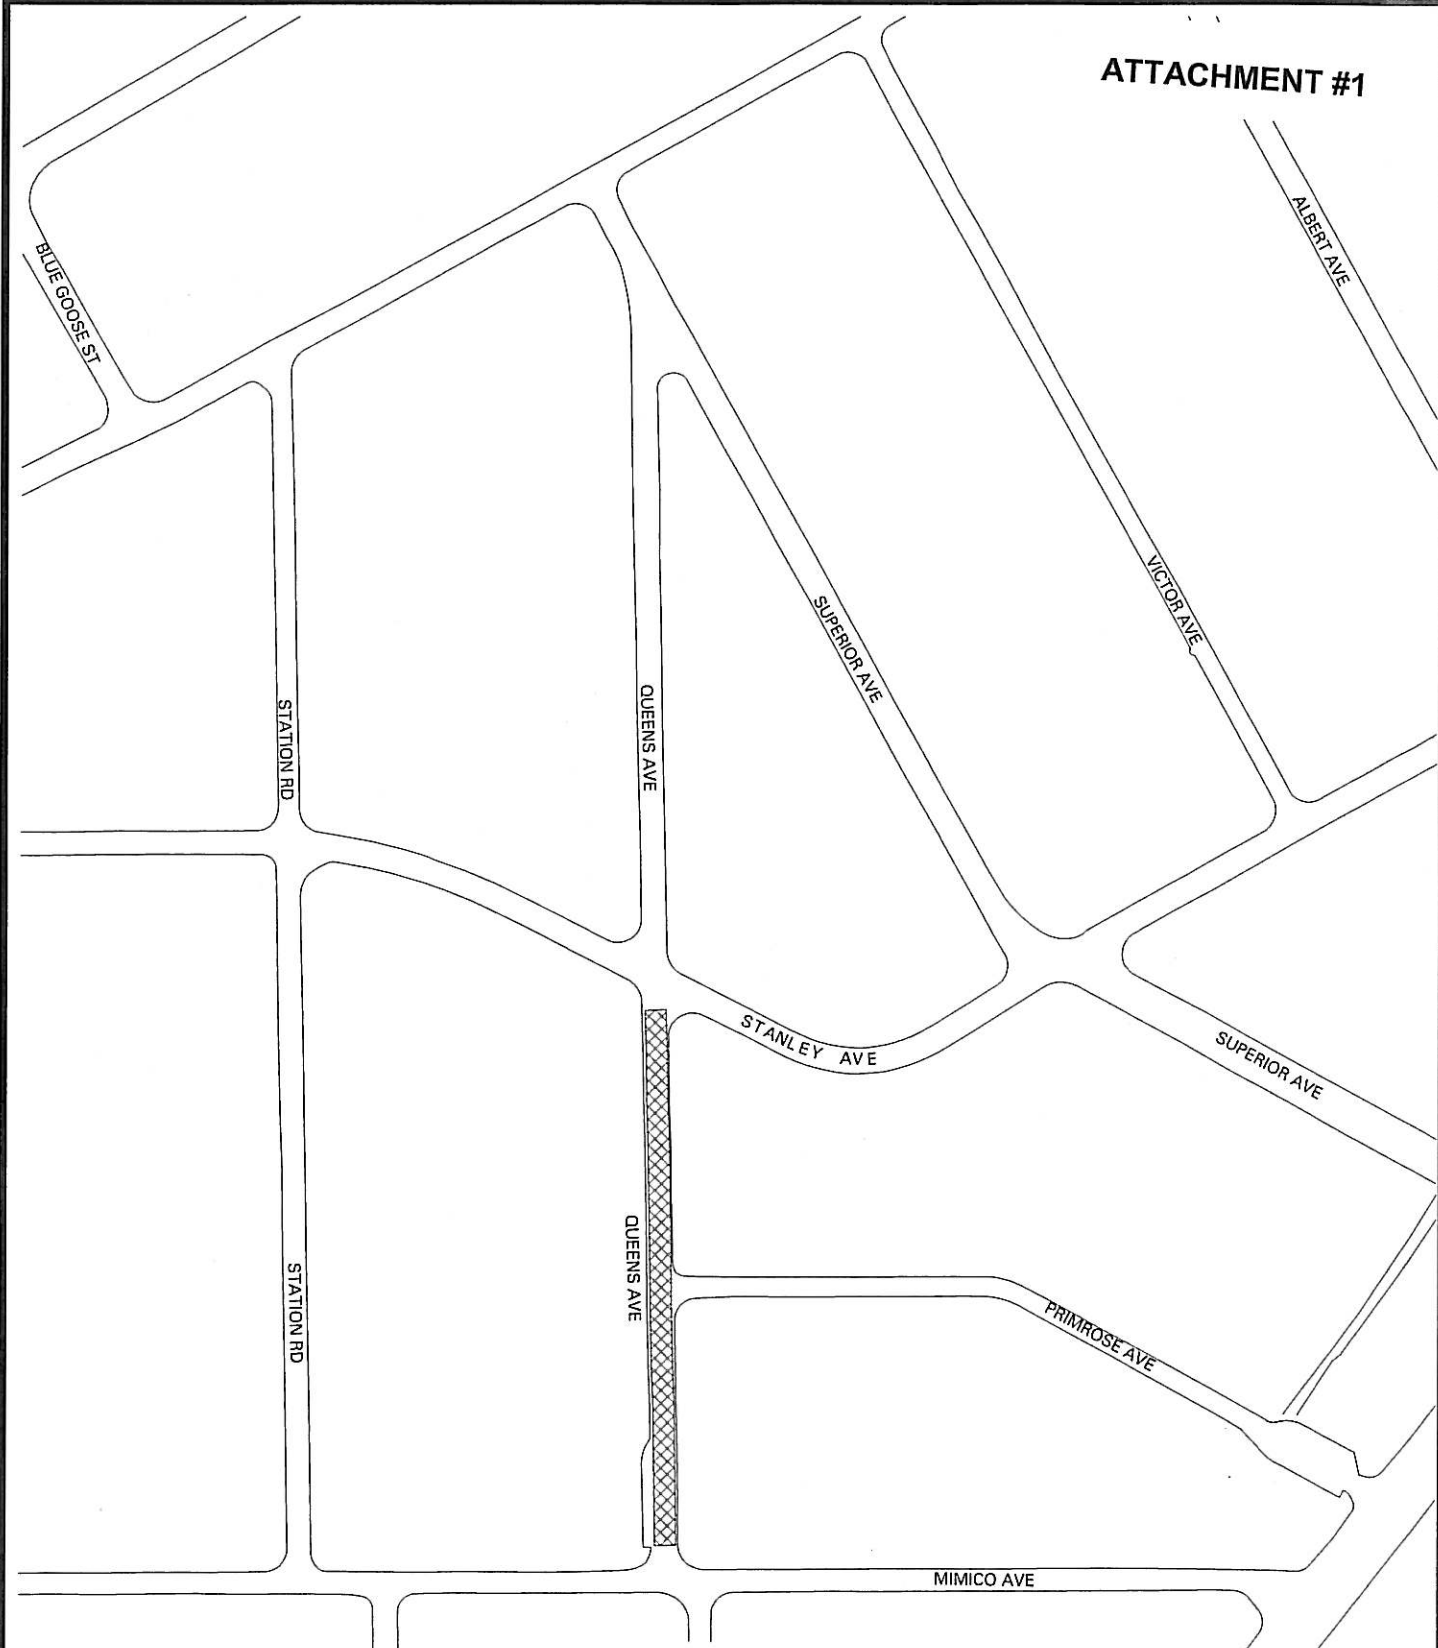 ATTACHMENT #1
ALBERT AVE
BLUE GOOSE ST
VICTOR AVE
SUPERIOR AVE
QUEENS AVE
STATION RD
STANLEY AVE
SUPERIOR AVE
QUEENS AVE
STATION RD
PRIMROSE AVE
MIMICO AVE